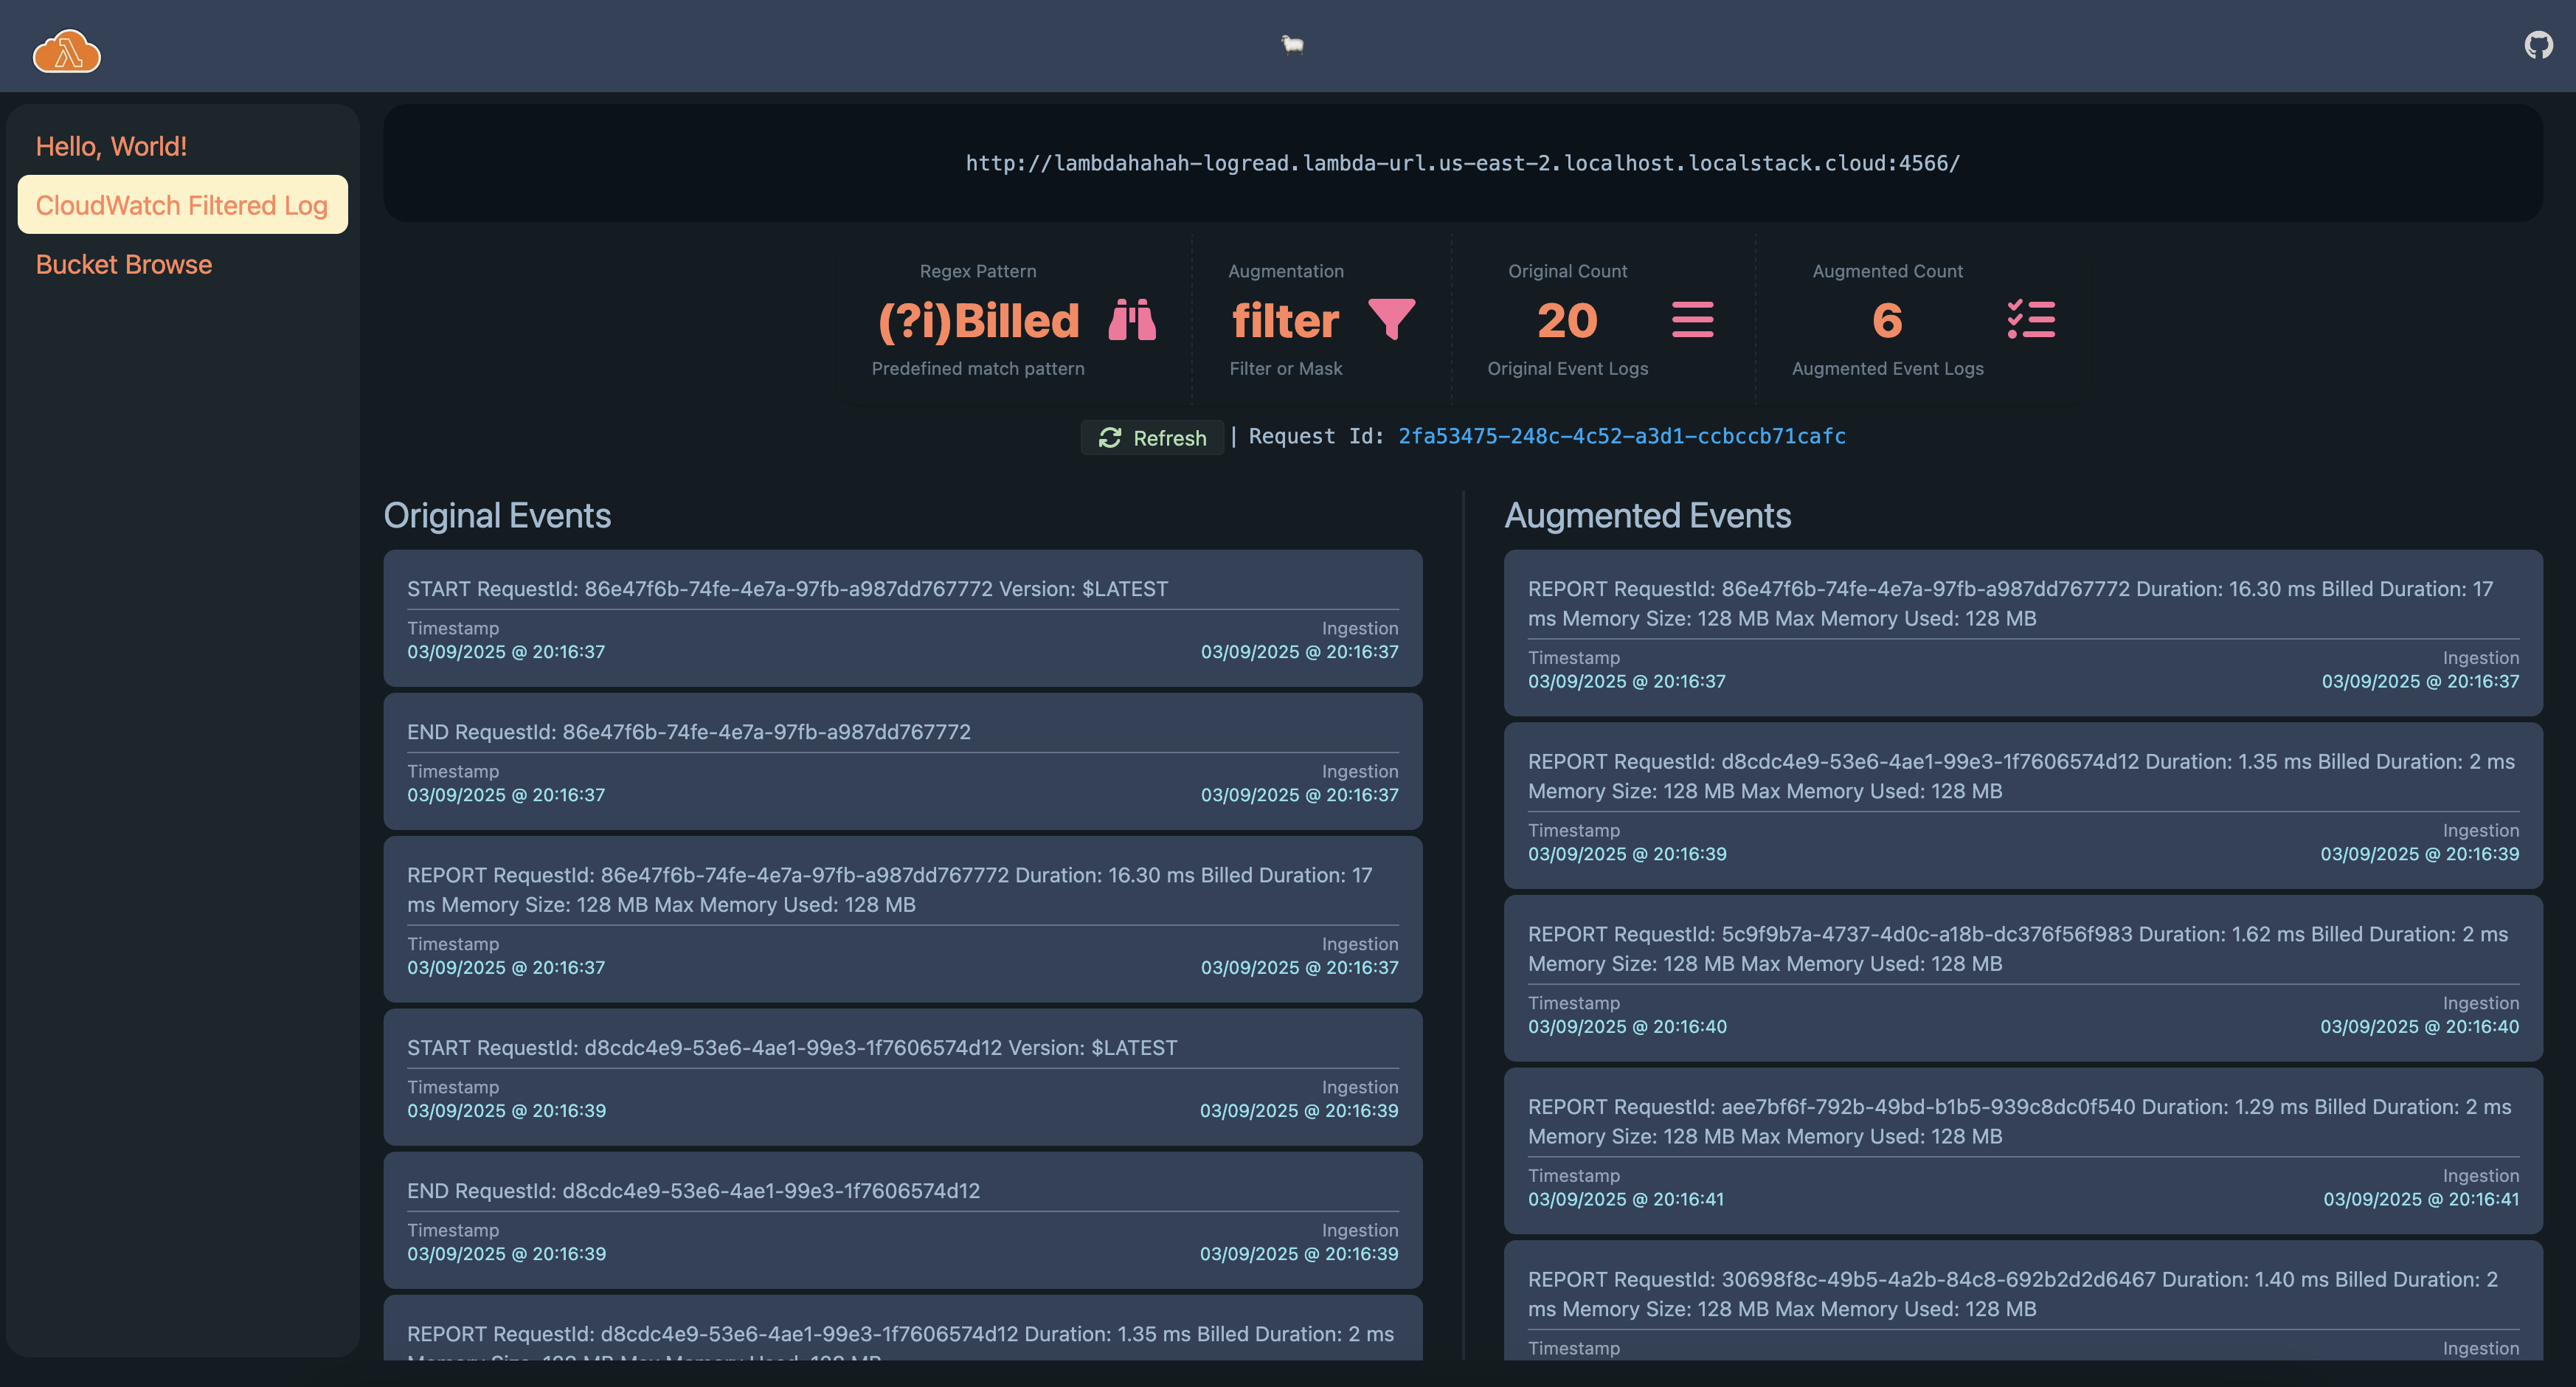 Hello, World!
CloudWatch Filtered Log
Bucket Browse
http://lambdahahah-logread.lambda-url.us-east-2.localhost.localstack.cloud:4566/
Regex Pattern
(?i)Billed
Predefined match pattern
Augmentation
filter
Filter or Mask
Original Count
20
Original Event Logs
Augmented Count
6
Augmented Event Logs
Refresh | Request Id: 2fa53475-248c-4c52-a3d1-ccbccb71cafc
Original Events
START RequestId: 86e47f6b-74fe-4e7a-97fb-a987dd767772 Version: $LATEST
Timestamp Ingestion
03/09/2025 @ 20:16:37 03/09/2025 @ 20:16:37
END RequestId: 86e47f6b-74fe-4e7a-97fb-a987dd767772
Timestamp Ingestion
03/09/2025 @ 20:16:37 03/09/2025 @ 20:16:37
REPORT RequestId: 86e47f6b-74fe-4e7a-97fb-a987dd767772 Duration: 16.30 ms Billed Duration: 17
ms Memory Size: 128 MB Max Memory Used: 128 MB
Timestamp Ingestion
03/09/2025 @ 20:16:37 03/09/2025 @ 20:16:37
START RequestId: d8cdc4e9-53e6-4ae1-99e3-1f7606574d12 Version: $LATEST
Timestamp Ingestion
03/09/2025 @ 20:16:39 03/09/2025 @ 20:16:39
END RequestId: d8cdc4e9-53e6-4ae1-99e3-1f7606574d12
Timestamp Ingestion
03/09/2025 @ 20:16:39 03/09/2025 @ 20:16:39
REPORT RequestId: d8cdc4e9-53e6-4ae1-99e3-1f7606574d12 Duration: 1.35 ms Billed Duration: 2 ms
Memory Size: 128 MB Max Memory Used: 128 MB
Augmented Events
REPORT RequestId: 86e47f6b-74fe-4e7a-97fb-a987dd767772 Duration: 16.30 ms Billed Duration: 17
ms Memory Size: 128 MB Max Memory Used: 128 MB
Timestamp Ingestion
03/09/2025 @ 20:16:37 03/09/2025 @ 20:16:37
REPORT RequestId: d8cdc4e9-53e6-4ae1-99e3-1f7606574d12 Duration: 1.35 ms Billed Duration: 2 ms
Memory Size: 128 MB Max Memory Used: 128 MB
Timestamp Ingestion
03/09/2025 @ 20:16:39 03/09/2025 @ 20:16:39
REPORT RequestId: 5c9f9b7a-4737-4d0c-a18b-dc376f56f983 Duration: 1.62 ms Billed Duration: 2 ms
Memory Size: 128 MB Max Memory Used: 128 MB
Timestamp Ingestion
03/09/2025 @ 20:16:40 03/09/2025 @ 20:16:40
REPORT RequestId: aee7bf6f-792b-49bd-b1b5-939c8dc0f540 Duration: 1.29 ms Billed Duration: 2 ms
Memory Size: 128 MB Max Memory Used: 128 MB
Timestamp Ingestion
03/09/2025 @ 20:16:41 03/09/2025 @ 20:16:41
REPORT RequestId: 30698f8c-49b5-4a2b-84c8-692b2d2d6467 Duration: 1.40 ms Billed Duration: 2
ms Memory Size: 128 MB Max Memory Used: 128 MB
Timestamp Ingestion